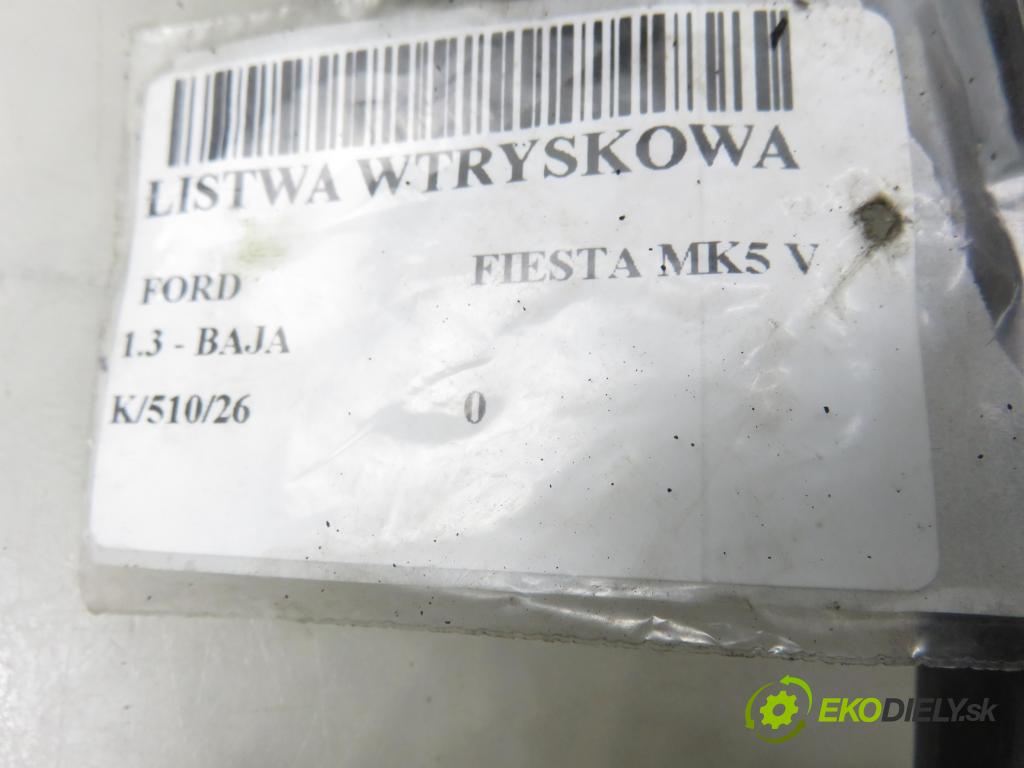 LISTWA WTRYSKOWA
FORD FIESTA MK5 V
1.3 - BAJA
K/510/26 0
EKODIELY.sk